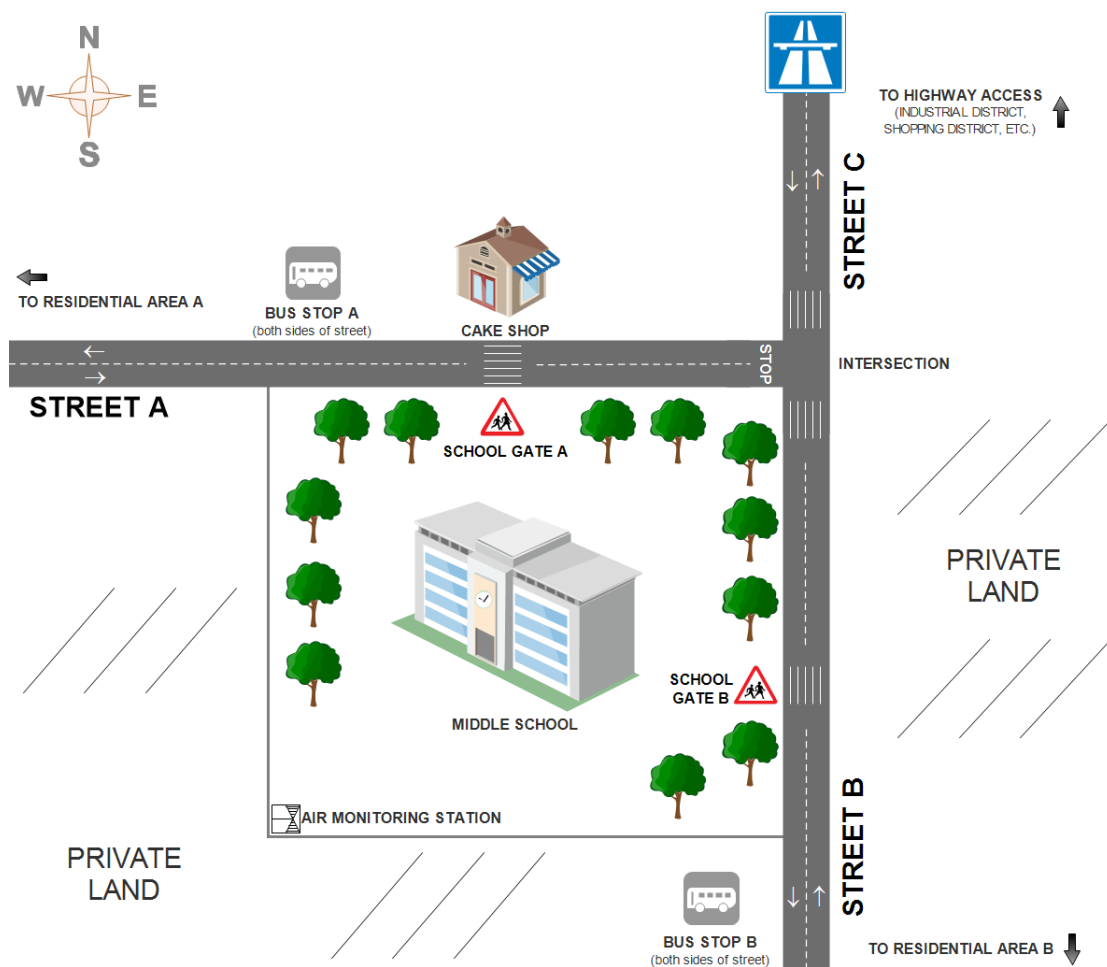 N
W
E
S
TO HIGHWAY ACCESS
(INDUSTRIAL DISTRICT,
SHOPPING DISTRICT, ETC.)
STREET C
TO RESIDENTIAL AREA A
BUS STOP A
(both sides of street)
CAKE SHOP
STOP
INTERSECTION
STREET A
SCHOOL GATE A
PRIVATE
LAND
SCHOOL
GATE B
MIDDLE SCHOOL
AIR MONITORING STATION
STREET B
PRIVATE
LAND
BUS STOP B
(both sides of street)
TO RESIDENTIAL AREA B